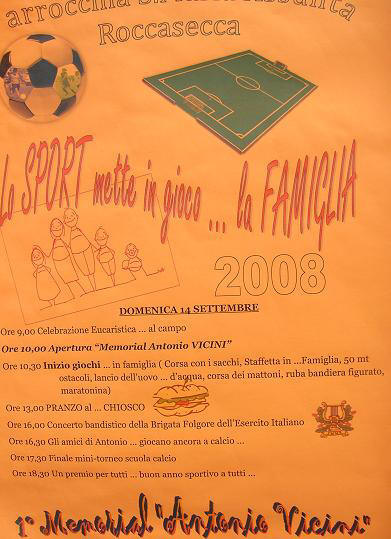 Roccasecca
Lo SPORT mette in gioco ... la FAMIGLIA
2008
DOMENICA 14 SETTEMBRE
Ore 9,00 Celebrazione Eucaristica ... al campo
Ore 10,00 Apertura "Memorial Antonio VICINI"
Ore 10,30 Inizio giochi ... in famiglia ( Corsa con i sacchi, Staffetta in ...Famiglia, 50 mt
ostacoli, lancio dell'uovo ... d'acqua, corsa dei mattoni, ruba bandiera figurato,
maratonina)
Ore 13,00 PRANZO al ... CHIOSCO
Ore 16,00 Concerto bandistico della Brigata Folgore dell'Esercito Italiano
Ore 16,30 Gli amici di Antonio ... giocano ancora a calcio ...
Ore 17,30 Finale mini-torneo scuola calcio
Ore 18,30 Un premio per tutti ... buon anno sportivo a tutti ...
1° Memorial "Antonio Vicini"